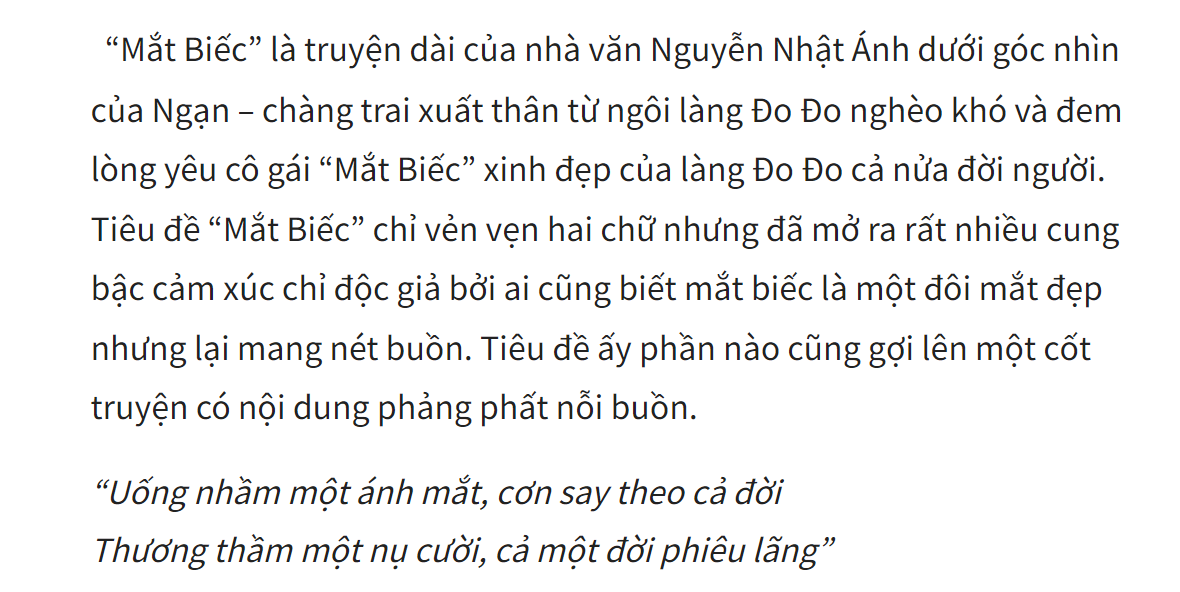 “Mắt Biếc” là truyện dài của nhà văn Nguyễn Nhật Ánh dưới góc nhìn
của Ngạn – chàng trai xuất thân từ ngôi làng Đo Đo nghèo khó và đem
lòng yêu cô gái “Mắt Biếc” xinh đẹp của làng Đo Đo cả nửa đời người.
Tiêu đề “Mắt Biếc” chỉ vẻn vẹn hai chữ nhưng đã mở ra rất nhiều cung
bậc cảm xúc chỉ độc giả bởi ai cũng biết mắt biếc là một đôi mắt đẹp
nhưng lại mang nét buồn. Tiêu đề ấy phần nào cũng gợi lên một cốt
truyện có nội dung phảng phất nỗi buồn.
“Uống nhầm một ánh mắt, cơn say theo cả đời
Thương thầm một nụ cười, cả một đời phiêu lãng”